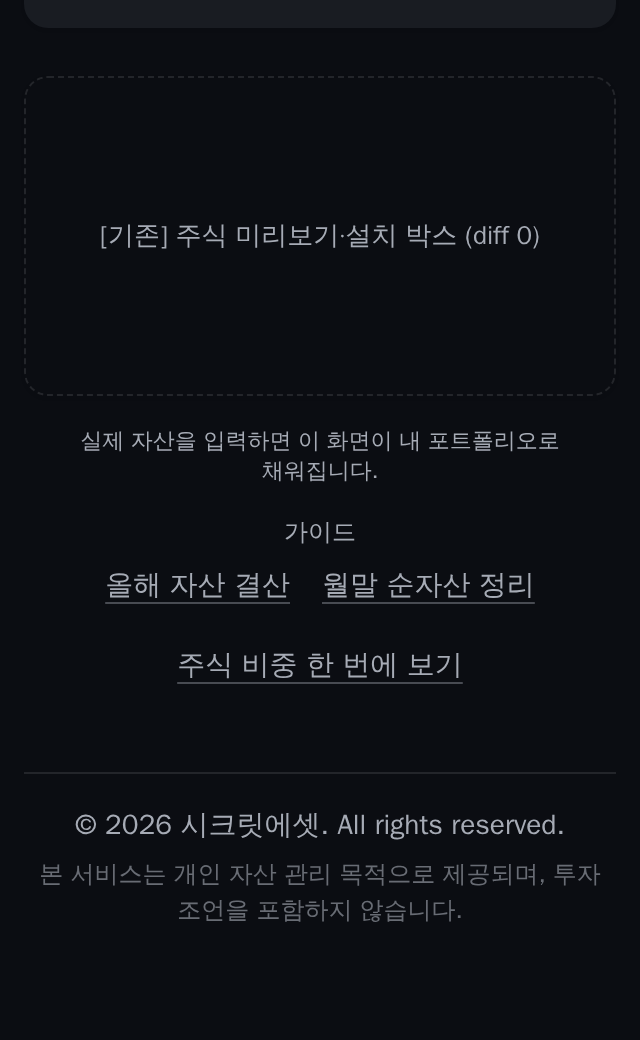 [기존] 주식 미리보기·설치 박스 (diff 0)
실제 자산을 입력하면 이 화면이 내 포트폴리오로
채워집니다.
가이드
올해 자산 결산 월말 순자산 정리
주식 비중 한 번에 보기
© 2026 시크릿에셋. All rights reserved.
본 서비스는 개인 자산 관리 목적으로 제공되며, 투자
조언을 포함하지 않습니다.